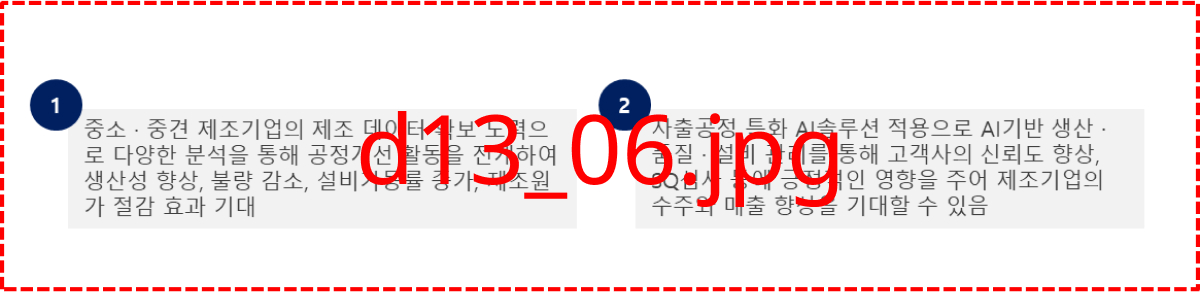 1
중소 · 중견 제조기업의 제조 데이터 확보 노력으
로 다양한 분석을 통해 공정개선 활동을 전개하여
생산성 향상, 불량 감소, 설비가동률 증가, 제조원
가 절감 효과 기대
2
사출공정 특화 AI솔루션 적용으로 AI기반 생산 ·
품질 · 설비 관리를 통해 고객사의 신뢰도 향상,
SQ심사 등에 긍정적인 영향을 주어 제조기업의
수주와 매출 향상을 기대할 수 있음
d13_06.jpg